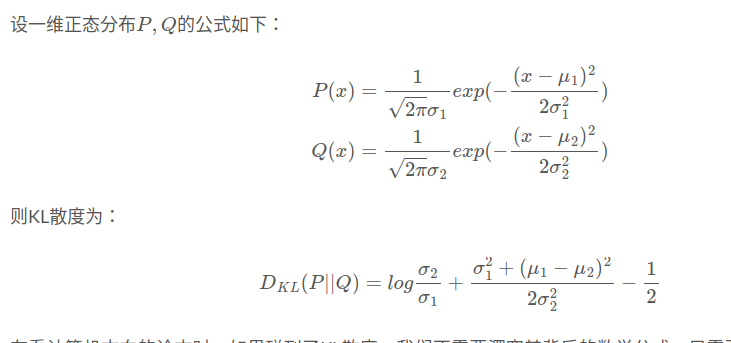 设一维正态分布P, Q的公式如下：
P(x) = \frac{1}{\sqrt{2\pi}\sigma_1} exp(-\frac{(x - \mu_1)^2}{2\sigma_1^2})
Q(x) = \frac{1}{\sqrt{2\pi}\sigma_2} exp(-\frac{(x - \mu_2)^2}{2\sigma_2^2})
则KL散度为：
D_{KL}(P||Q) = log\frac{\sigma_2}{\sigma_1} + \frac{\sigma_1^2 + (\mu_1 - \mu_2)^2}{2\sigma_2^2} - \frac{1}{2}